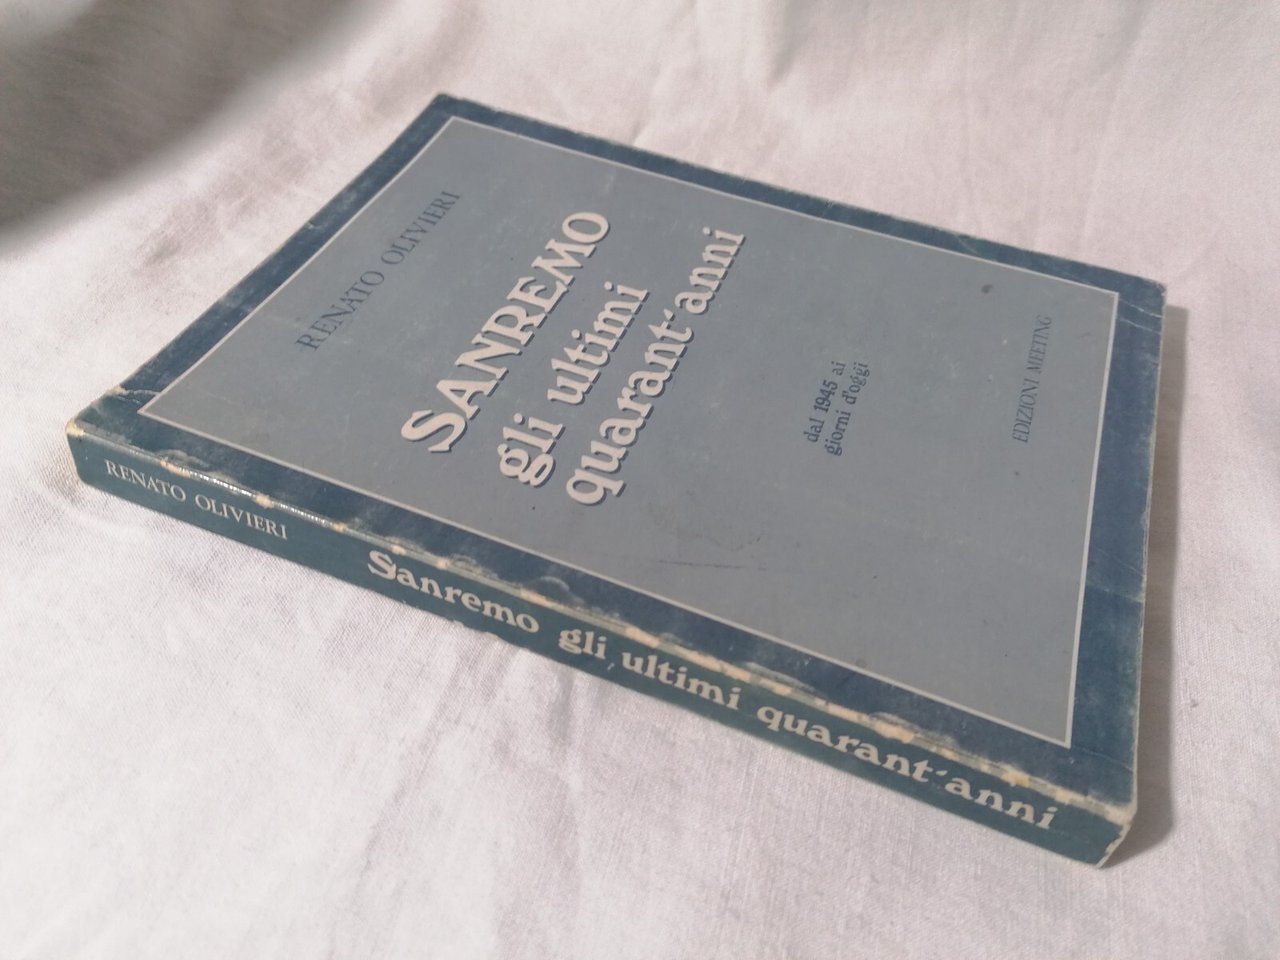 RENATO OLIVIERI
SANREMO
gli ultimi
quarant'anni
dal 1945 ai
giorni d'oggi
EDIZIONI MEETING
RENATO OLIVIERI
Sanremo gli ultimi quarant'anni